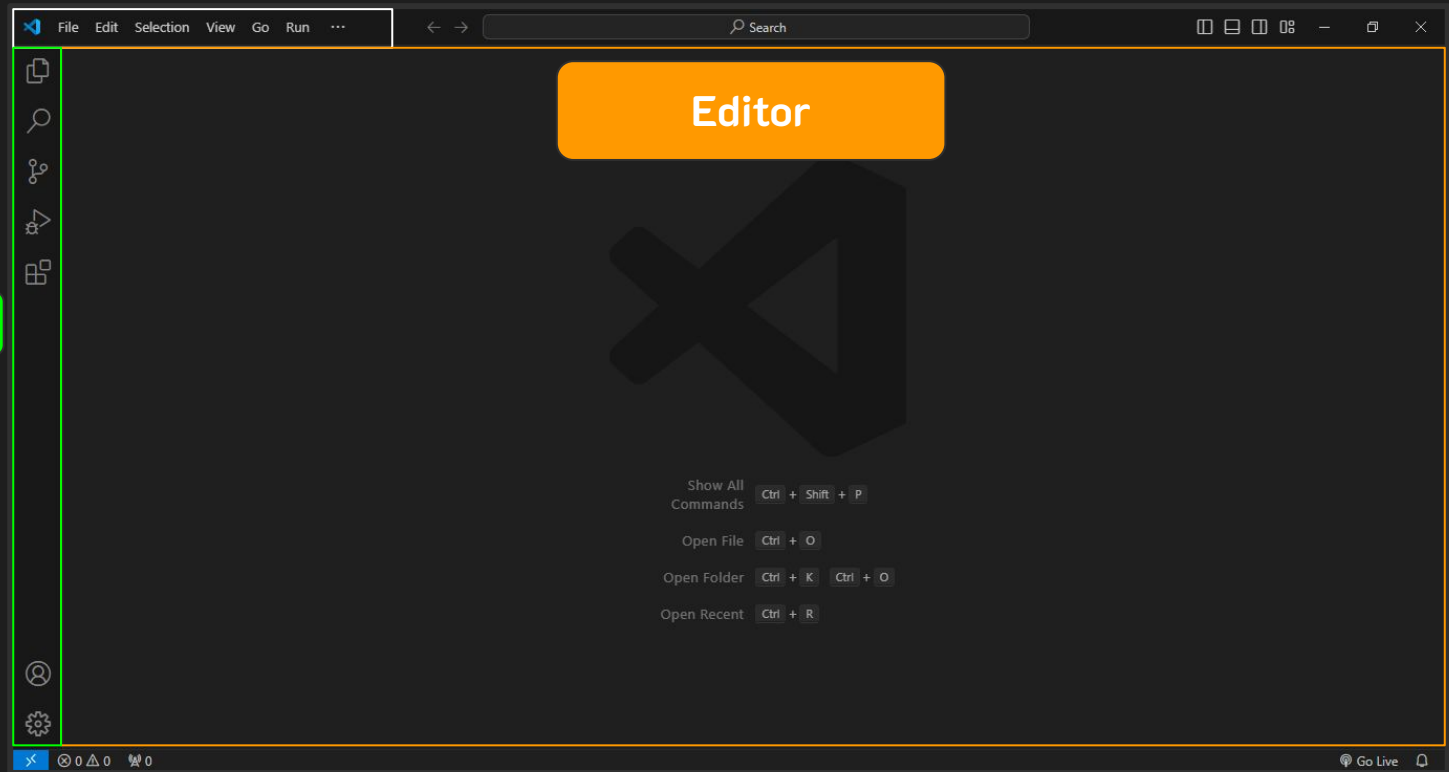 File Edit Selection View Go Run ···
Search
Editor
Show All
Commands Ctrl + Shift + P
Open File Ctrl + O
Open Folder Ctrl + K Ctrl + O
Open Recent Ctrl + R
0 0 0
Go Live